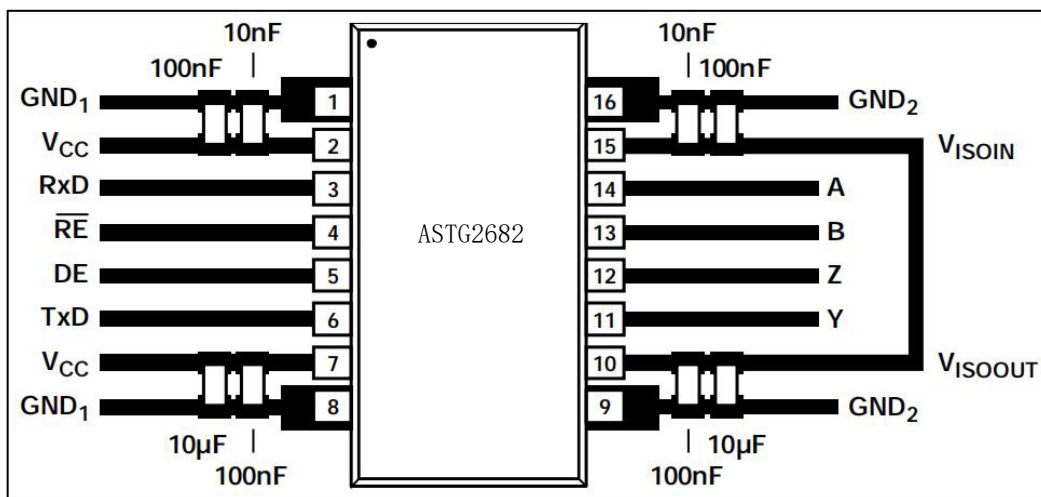 10nF
100nF
GND1
VCC
RxD
RE
DE
TxD
VCC
GND1
10µF
100nF
1
2
3
4
5
6
7
8
ASTG2682
16
15
14
13
12
11
10
9
10nF
100nF
GND2
VISOIN
A
B
Z
Y
VISOOUT
GND2
10µF
100nF